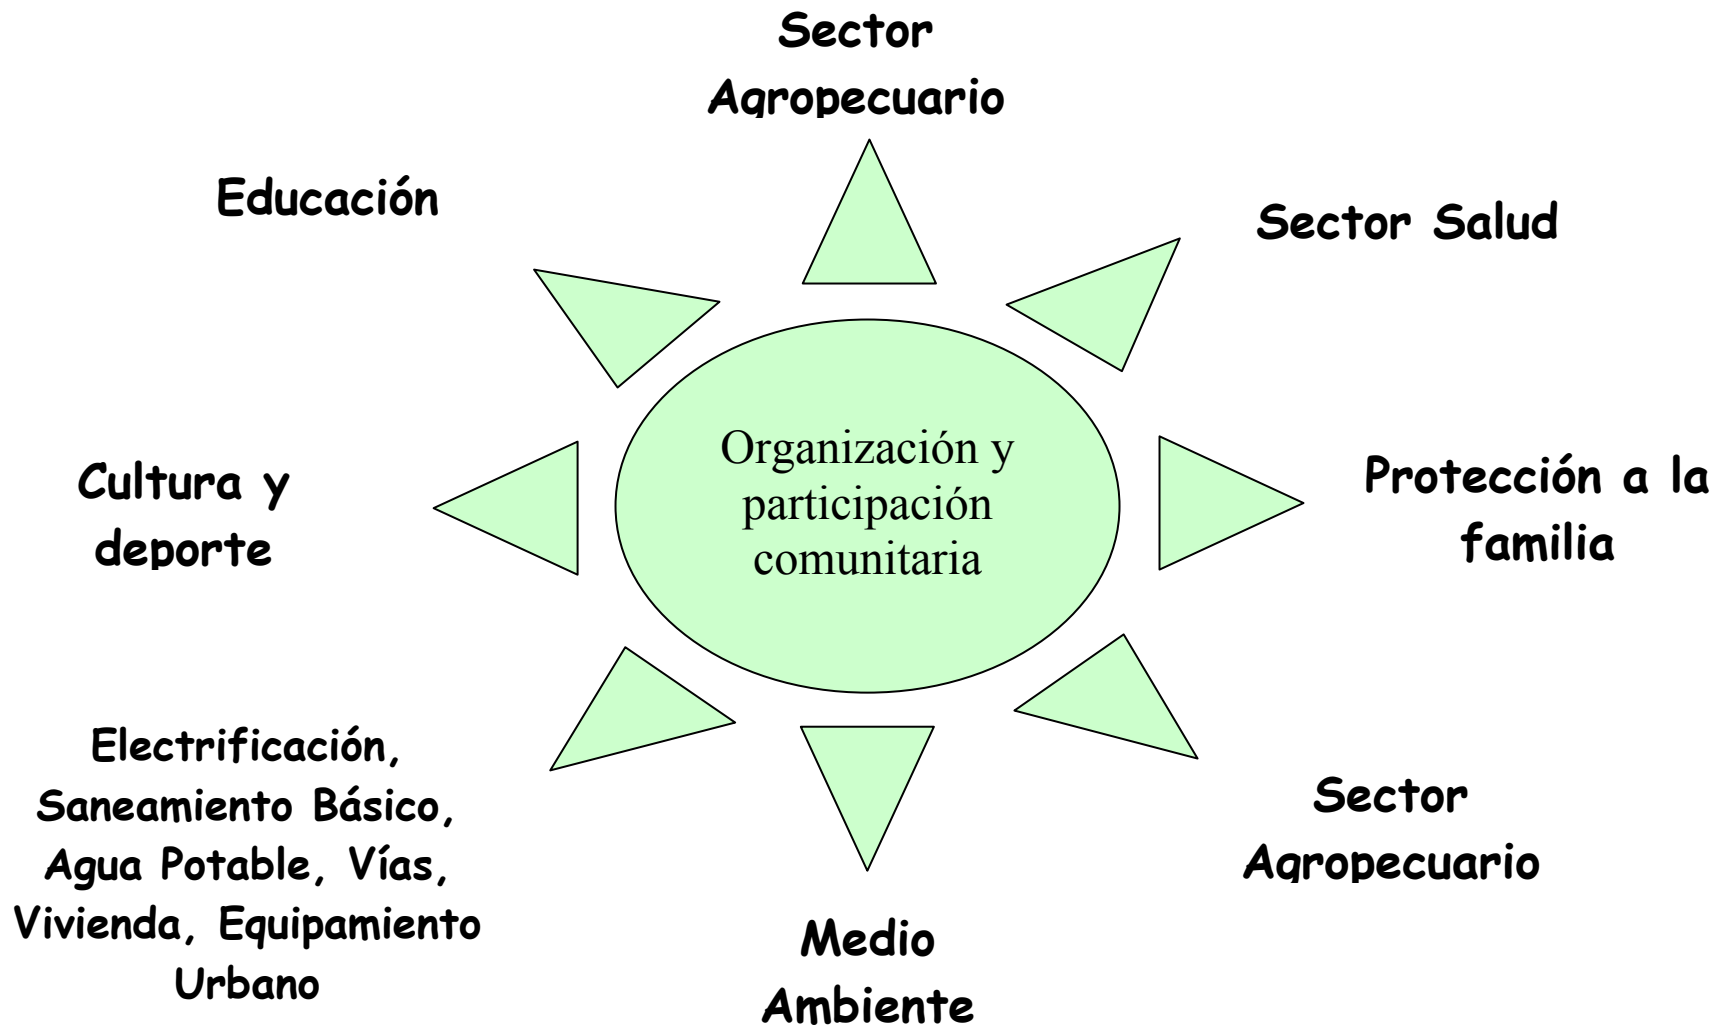 Sector
Agropecuario
Educación
Sector Salud
Organización y
participación
comunitaria
Cultura y
deporte
Protección a la
familia
Electrificación,
Saneamiento Básico,
Agua Potable, Vías,
Vivienda, Equipamiento
Urbano
Sector
Agropecuario
Medio
Ambiente